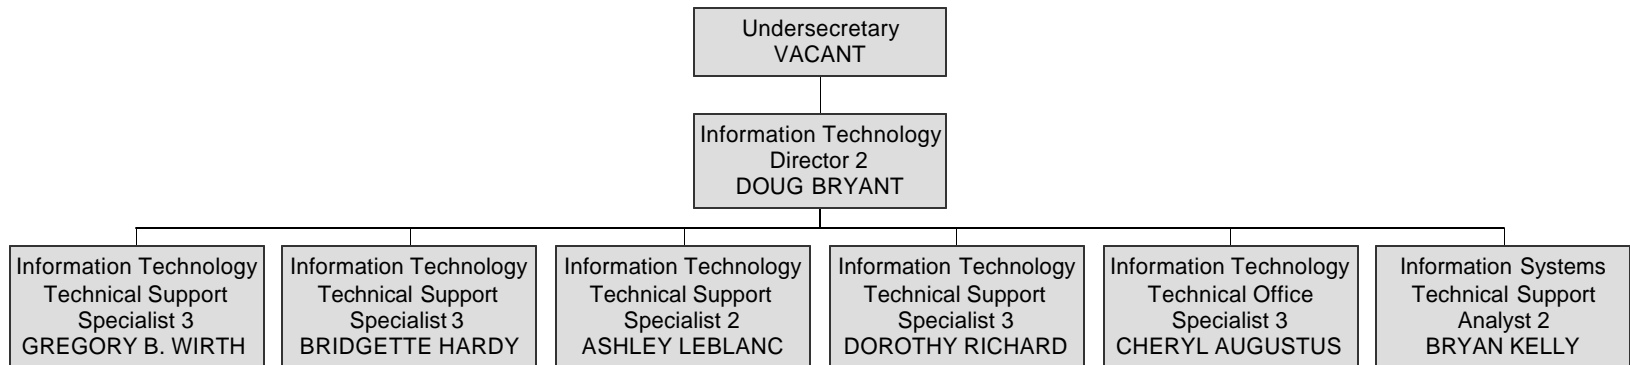 Undersecretary
VACANT
Information Technology
Director 2
DOUG BRYANT
Information Technology
Technical Support
Specialist 3
GREGORY B. WIRTH
Information Technology
Technical Support
Specialist 3
BRIDGETTE HARDY
Information Technology
Technical Support
Specialist 2
ASHLEY LEBLANC
Information Technology
Technical Support
Specialist 3
DOROTHY RICHARD
Information Technology
Technical Office
Specialist 3
CHERYL AUGUSTUS
Information Systems
Technical Support
Analyst 2
BRYAN KELLY